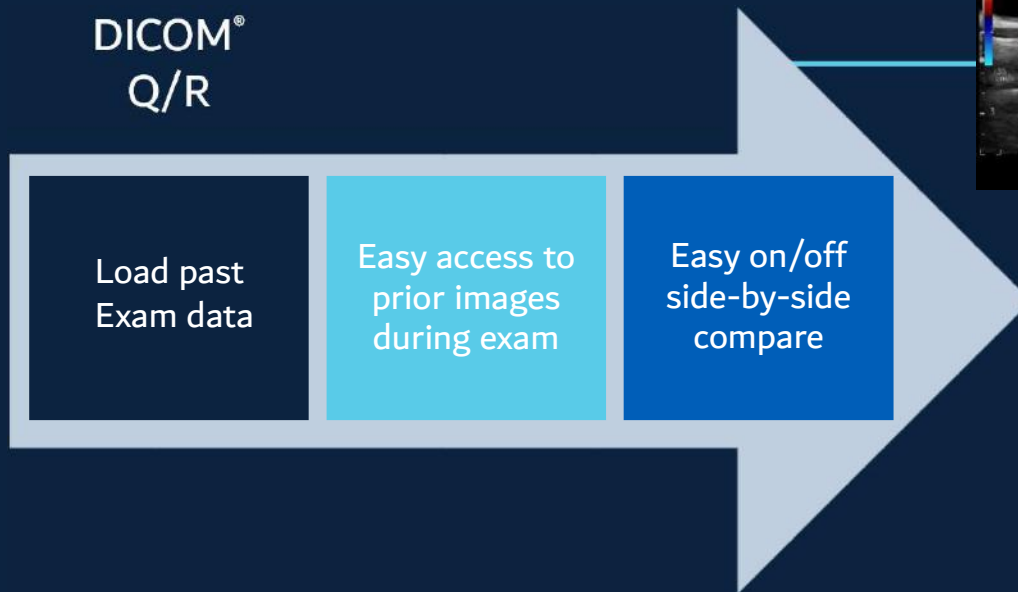 DICOM®
Q/R
Load past
Exam data
Easy access to
prior images
during exam
Easy on/off
side-by-side
compare